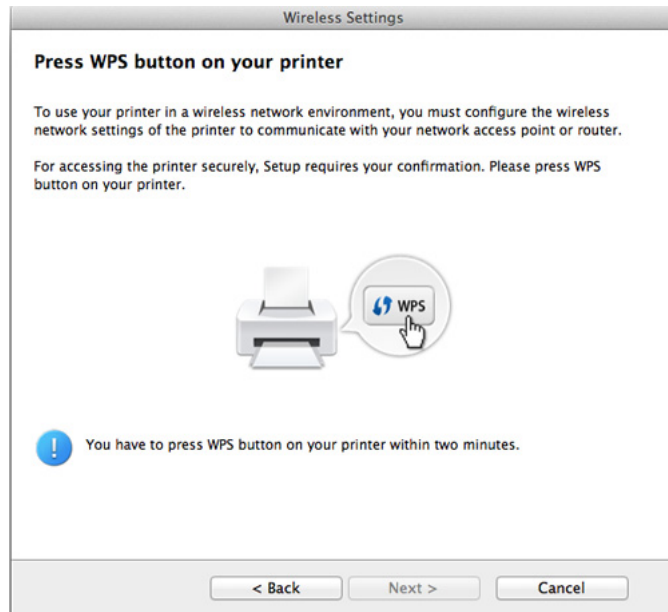 Wireless Settings
Press WPS button on your printer
To use your printer in a wireless network environment, you must configure the wireless
network settings of the printer to communicate with your network access point or router.
For accessing the printer securely, Setup requires your confirmation. Please press WPS
button on your printer.
WPS
! You have to press WPS button on your printer within two minutes.
< Back Next > Cancel